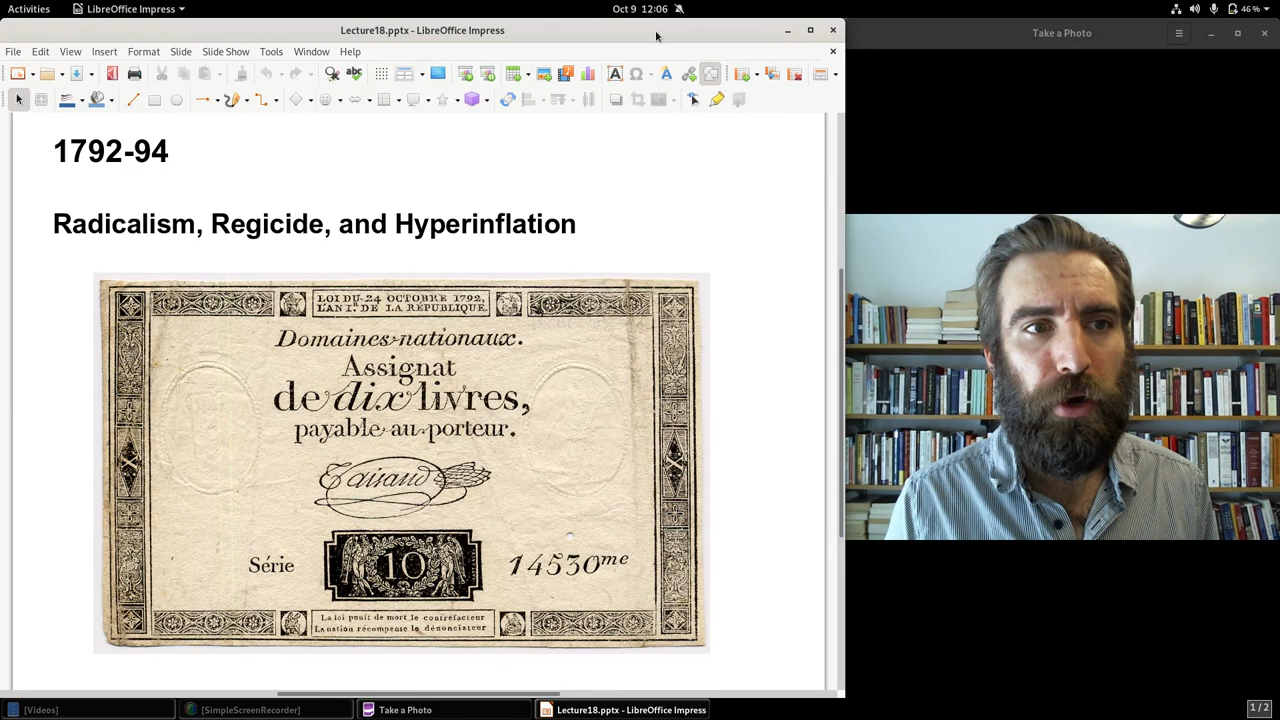 Activities LibreOffice Impress Oct 9 12:06 46 %
Lecture18.pptx - LibreOffice Impress
Take a Photo
File Edit View Insert Format Slide Slide Show Tools Window Help
abc
1792-94
Radicalism, Regicide, and Hyperinflation
LOI DU 24 OCTOBRE 1792,
L'AN I.er DE LA RÉPUBLIQUE.
Domaines nationaux.
Assignat
de dix livres,
payable au porteur.
Taisaud
Série 10 14530me
La loi punit de mort le contrefacteur
La nation récompense le dénonciateur
[Videos] [SimpleScreenRecorder] Take a Photo Lecture18.pptx - LibreOffice Impress 1 / 2